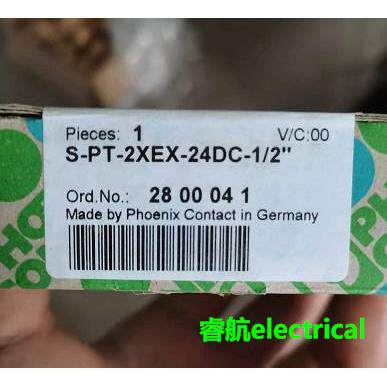 Pieces: 1 V/C:00
S-PT-2XEX-24DC-1/2"
Ord.No.: 28 00 04 1
Made by Phoenix Contact in Germany
睿航electrical